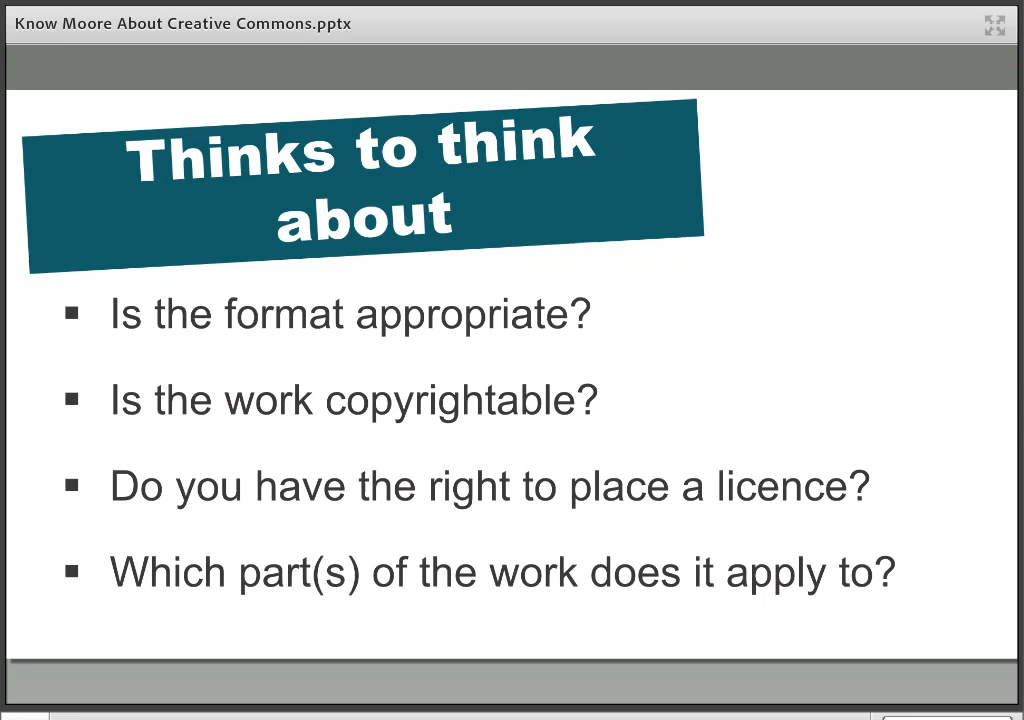 Know Moore About Creative Commons.pptx
Thinks to think
about
▪ Is the format appropriate?
▪ Is the work copyrightable?
▪ Do you have the right to place a licence?
▪ Which part(s) of the work does it apply to?